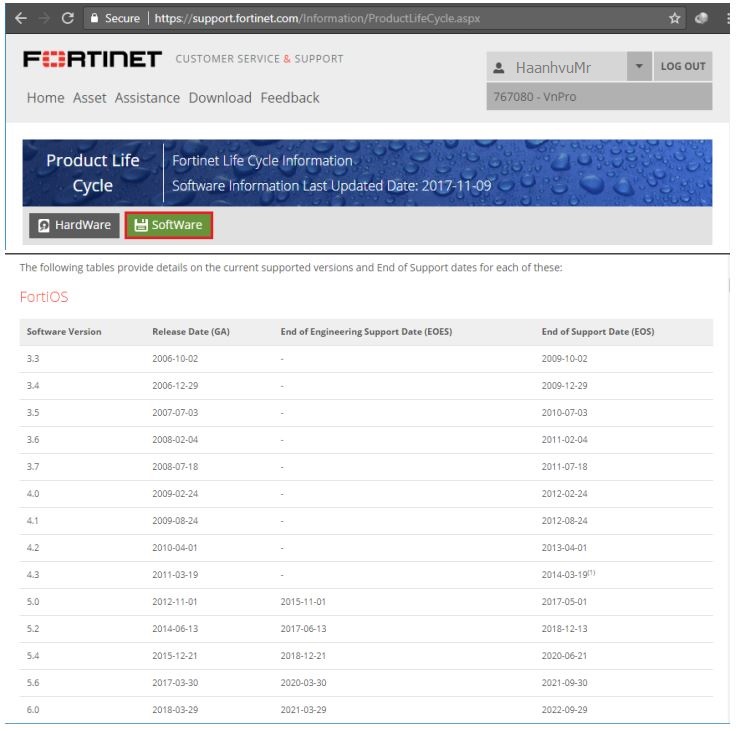 Secure | https://support.fortinet.com/Information/ProductLifeCycle.aspx
FORTINET CUSTOMER SERVICE & SUPPORT
HaanhvuMr LOG OUT
Home Asset Assistance Download Feedback
767080 - VnPro
Product Life Cycle
Fortinet Life Cycle Information
Software Information Last Updated Date: 2017-11-09
HardWare SoftWare
The following tables provide details on the current supported versions and End of Support dates for each of these:
FortiOS
Software Version Release Date (GA) End of Engineering Support Date (EOES) End of Support Date (EOS)
3.3 2006-10-02 - 2009-10-02
3.4 2006-12-29 - 2009-12-29
3.5 2007-07-03 - 2010-07-03
3.6 2008-02-04 - 2011-02-04
3.7 2008-07-18 - 2011-07-18
4.0 2009-02-24 - 2012-02-24
4.1 2009-08-24 - 2012-08-24
4.2 2010-04-01 - 2013-04-01
4.3 2011-03-19 - 2014-03-19(1)
5.0 2012-11-01 2015-11-01 2017-05-01
5.2 2014-06-13 2017-06-13 2018-12-13
5.4 2015-12-21 2018-12-21 2020-06-21
5.6 2017-03-30 2020-03-30 2021-09-30
6.0 2018-03-29 2021-03-29 2022-09-29